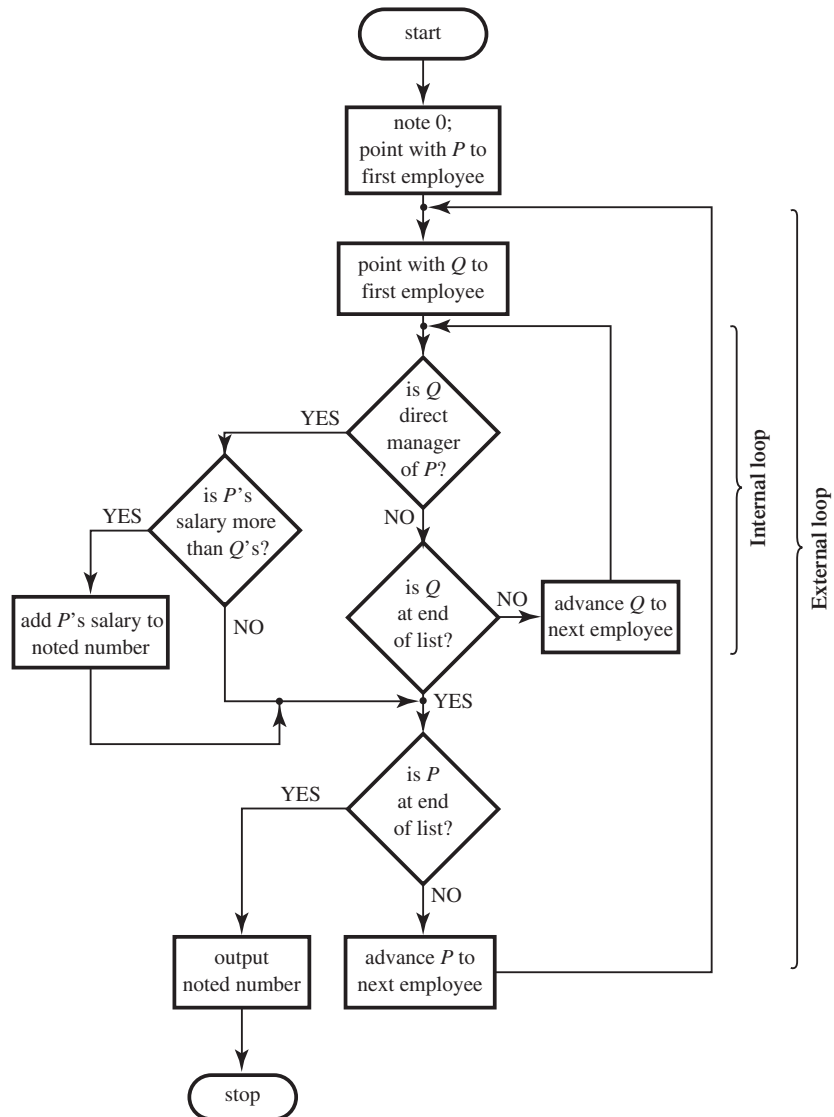 start
note 0;
point with P to
first employee
point with Q to
first employee
is Q
direct
manager
of P?
YES
NO
is P's
salary more
than Q's?
YES
NO
add P's salary to
noted number
is Q
at end
of list?
NO
YES
advance Q to
next employee
Internal loop
External loop
is P
at end
of list?
YES
NO
output
noted number
advance P to
next employee
stop